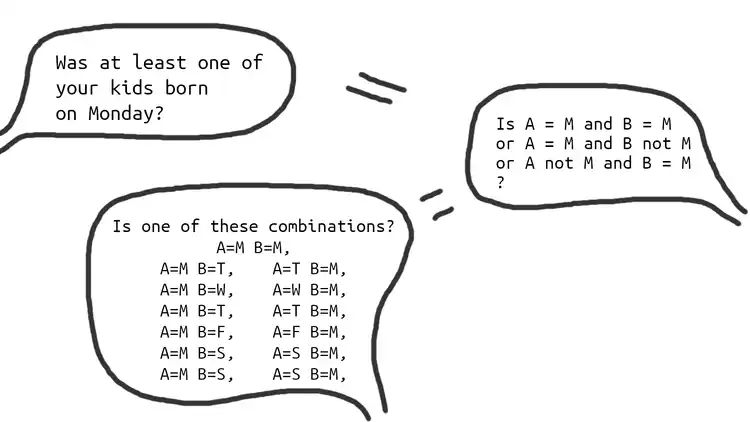 Was at least one of
your kids born
on Monday?
Is A = M and B = M
or A = M and B not M
or A not M and B = M
?
Is one of these combinations?
A=M B=M,
A=M B=T, A=T B=M,
A=M B=W, A=W B=M,
A=M B=T, A=T B=M,
A=M B=F, A=F B=M,
A=M B=S, A=S B=M,
A=M B=S, A=S B=M,